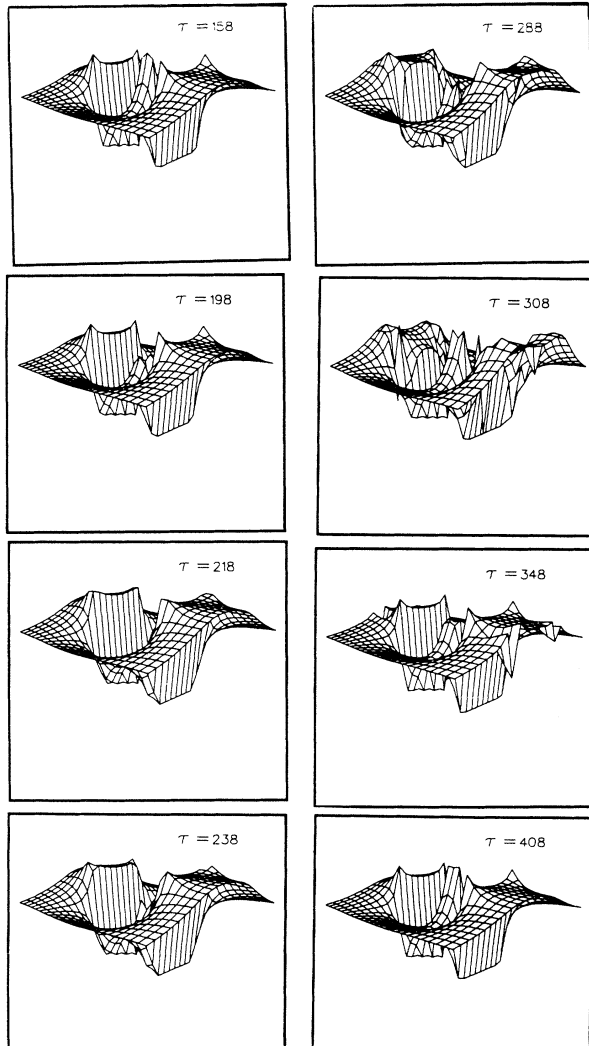 τ = 158
τ = 288
τ = 198
τ = 308
τ = 218
τ = 348
τ = 238
τ = 408